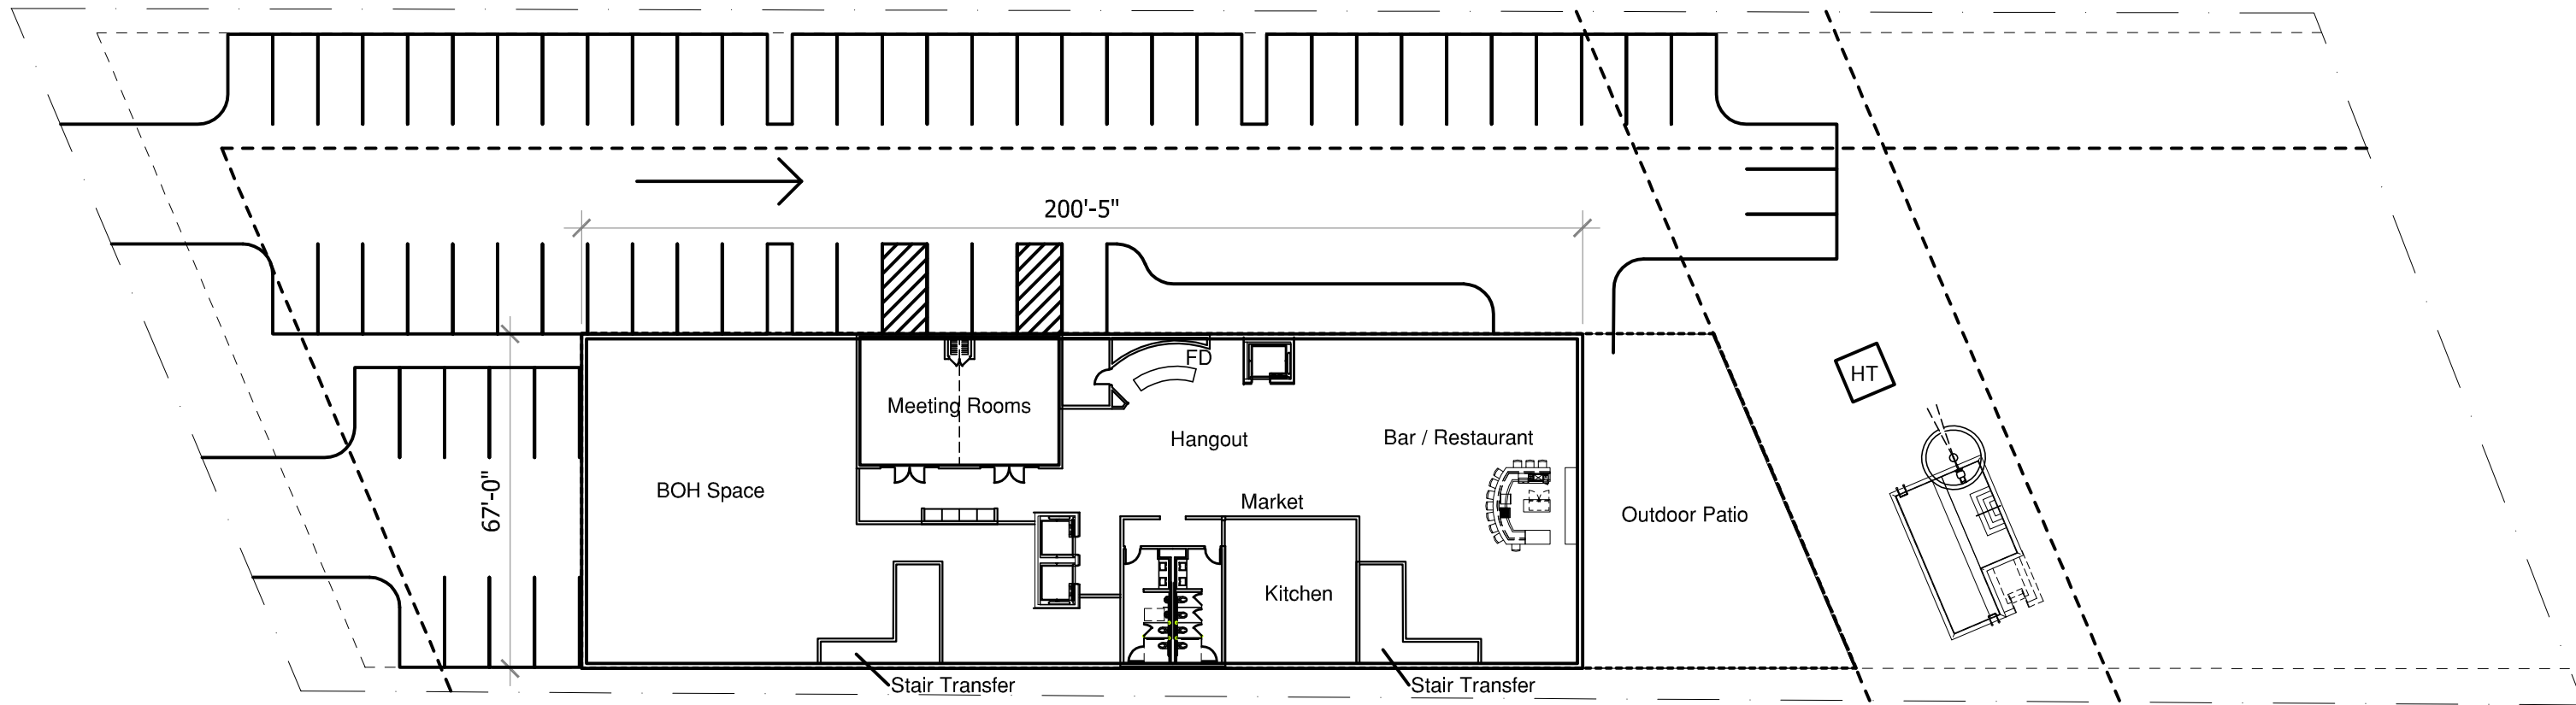 200'-5"
FD
HT
Meeting Rooms
Hangout
Bar / Restaurant
BOH Space
67'-0"
Market
Outdoor Patio
Kitchen
Stair Transfer
Stair Transfer